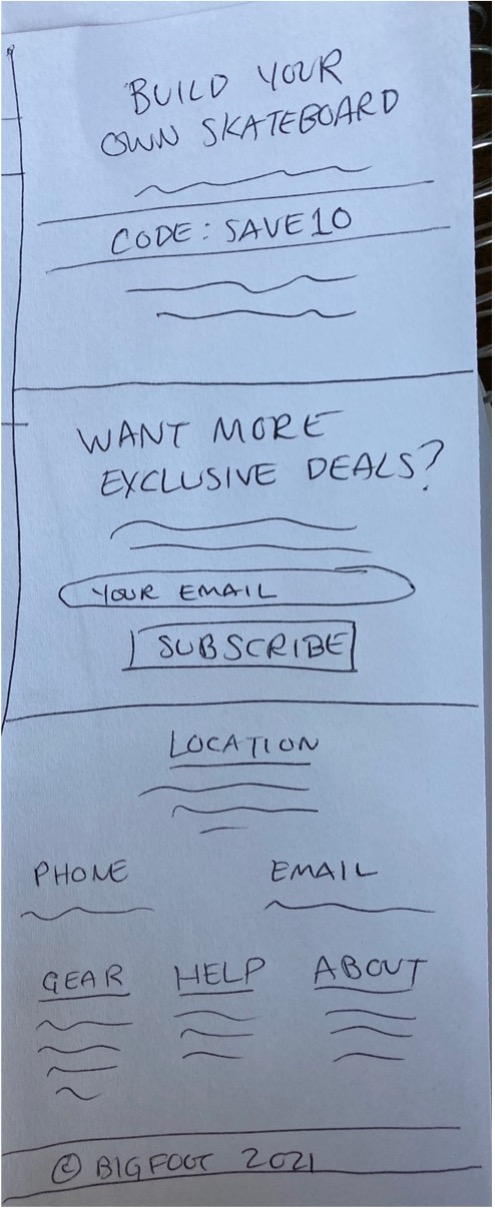 BUILD YOUR
OWN SKATEBOARD
CODE: SAVE10
WANT MORE
EXCLUSIVE DEALS?
YOUR EMAIL
SUBSCRIBE
LOCATION
PHONE EMAIL
GEAR HELP ABOUT
© BIGFOOT 2021